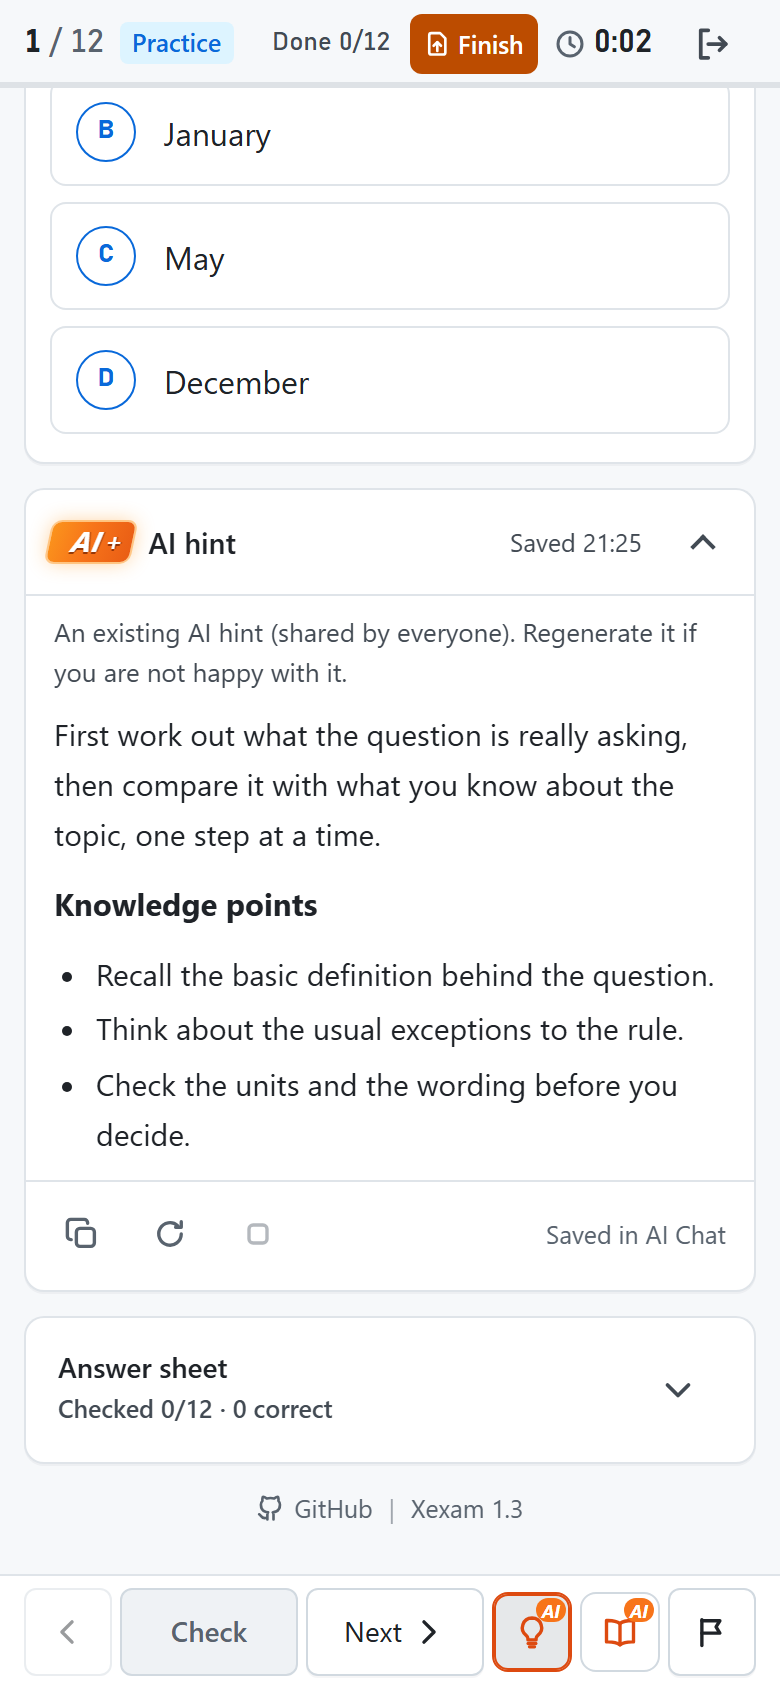 1 / 12 Practice Done 0/12 Finish 0:02
B January
C May
D December
AI+ AI hint Saved 21:25
An existing AI hint (shared by everyone). Regenerate it if
you are not happy with it.
First work out what the question is really asking,
then compare it with what you know about the
topic, one step at a time.
Knowledge points
• Recall the basic definition behind the question.
• Think about the usual exceptions to the rule.
• Check the units and the wording before you
decide.
Saved in AI Chat
Answer sheet
Checked 0/12 · 0 correct
GitHub | Xexam 1.3
Check Next AI AI